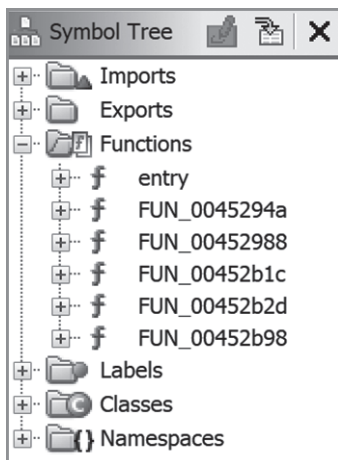 Symbol Tree
Imports
Exports
Functions
entry
FUN_0045294a
FUN_00452988
FUN_00452b1c
FUN_00452b2d
FUN_00452b98
Labels
Classes
Namespaces